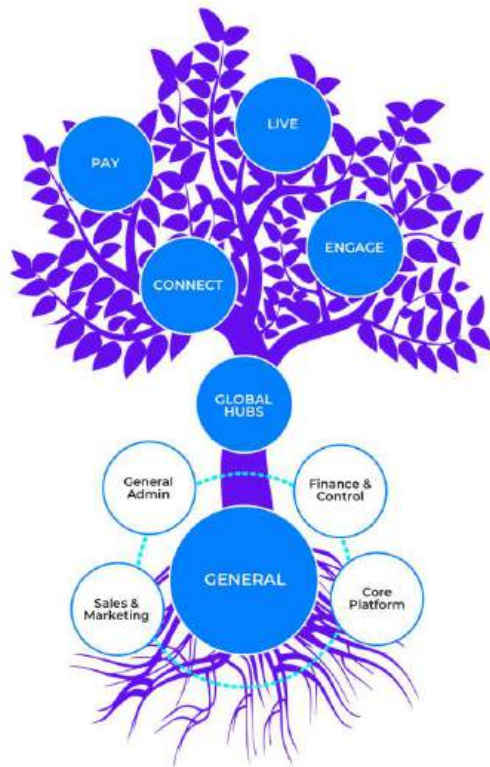 LIVE
PAY
ENGAGE
CONNECT
GLOBAL
HUBS
General
Admin
Finance &
Control
GENERAL
Sales &
Marketing
Core
Platform